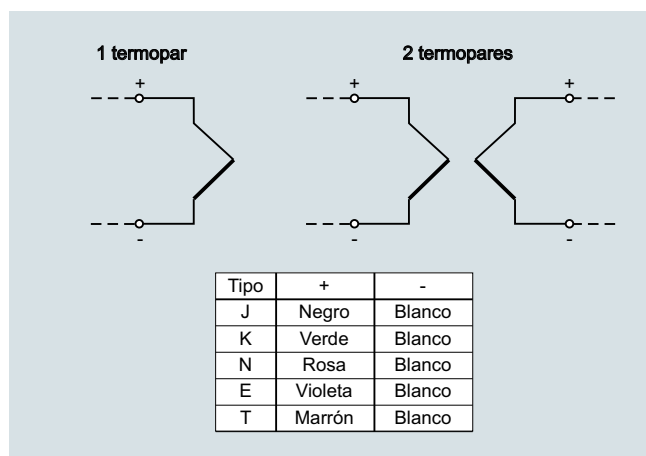 1 termopar 2 termopares
+ + +
- - -
Tipo + -
J Negro Blanco
K Verde Blanco
N Rosa Blanco
E Violeta Blanco
T Marrón Blanco